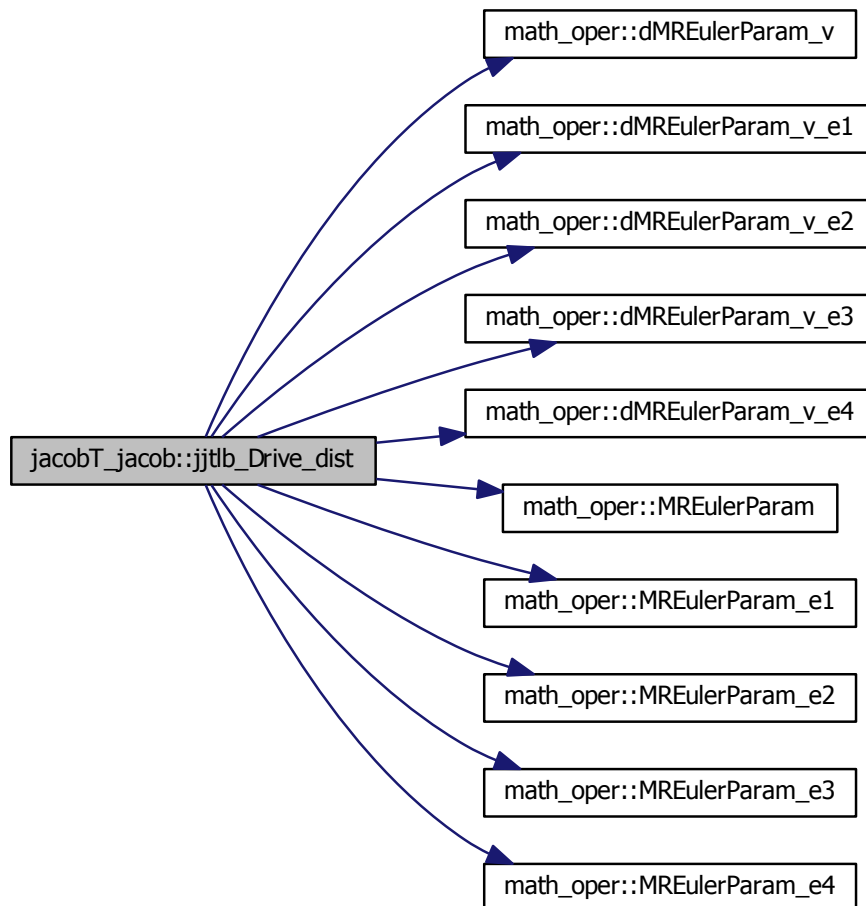 math_oper::dMREulerParam_v
math_oper::dMREulerParam_v_e1
math_oper::dMREulerParam_v_e2
math_oper::dMREulerParam_v_e3
math_oper::dMREulerParam_v_e4
jacobT_jacob::jjtlb_Drive_dist
math_oper::MREulerParam
math_oper::MREulerParam_e1
math_oper::MREulerParam_e2
math_oper::MREulerParam_e3
math_oper::MREulerParam_e4